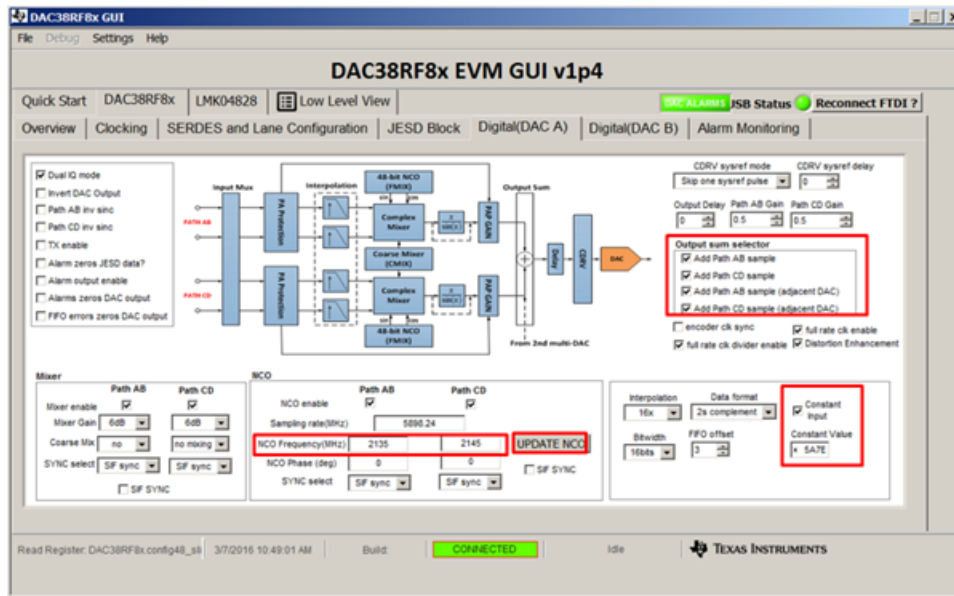 DAC38RF8x GUI
File Debug Settings Help
DAC38RF8x EVM GUI v1p4
Quick Start DAC38RF8x LMK04828 Low Level View
DAC ALARMS USB Status Reconnect FTDI ?
Overview Clocking SERDES and Lane Configuration JESD Block Digital(DAC A) Digital(DAC B) Alarm Monitoring
Dual IQ mode
Invert DAC Output
Path AB inv sinc
Path CD inv sinc
TX enable
Alarm zeros JESD data?
Alarm output enable
Alarms zeros DAC output
FIFO errors zeros DAC output
Input Mux
PATH AB
PATH CD
PA Protection
PA Protection
Interpolation
48-bit NCO
(FMIX)
sin cos
Complex
Mixer
Coarse Mixer
(CMIX)
Complex
Mixer
sin cos
48-bit NCO
(FMIX)
PAP GAIN
PAP GAIN
Output Sum
From 2nd multi-DAC
Delay
CDRV
DAC
CDRV sysref mode CDRV sysref delay
Skip one sysref pulse 0
Output Delay Path AB Gain Path CD Gain
0 0.5 0.5
Output sum selector
Add Path AB sample
Add Path CD sample
Add Path AB sample (adjacent DAC)
Add Path CD sample (adjacent DAC)
encoder clk sync full rate clk enable
full rate clk divider enable Distortion Enhancement
Mixer
Path AB Path CD
Mixer enable
Mixer Gain 6dB 6dB
Coarse Mix no no mixing
SYNC select SIF sync SIF sync
SIF SYNC
NCO
Path AB Path CD
NCO enable
Sampling rate(MHz) 5898.24
NCO Frequency(MHz) 2135 2145 UPDATE NCO
NCO Phase (deg) 0 0 SIF SYNC
SYNC select SIF sync SIF sync
Interpolation Data format
16x 2s complement
Bitwidth FIFO offset
16bits 3
Constant
Input
Constant Value
x 5A7E
Read Register: DAC38RF8x.config48_sli 3/7/2016 10:49:01 AM Build: CONNECTED Idle TEXAS INSTRUMENTS